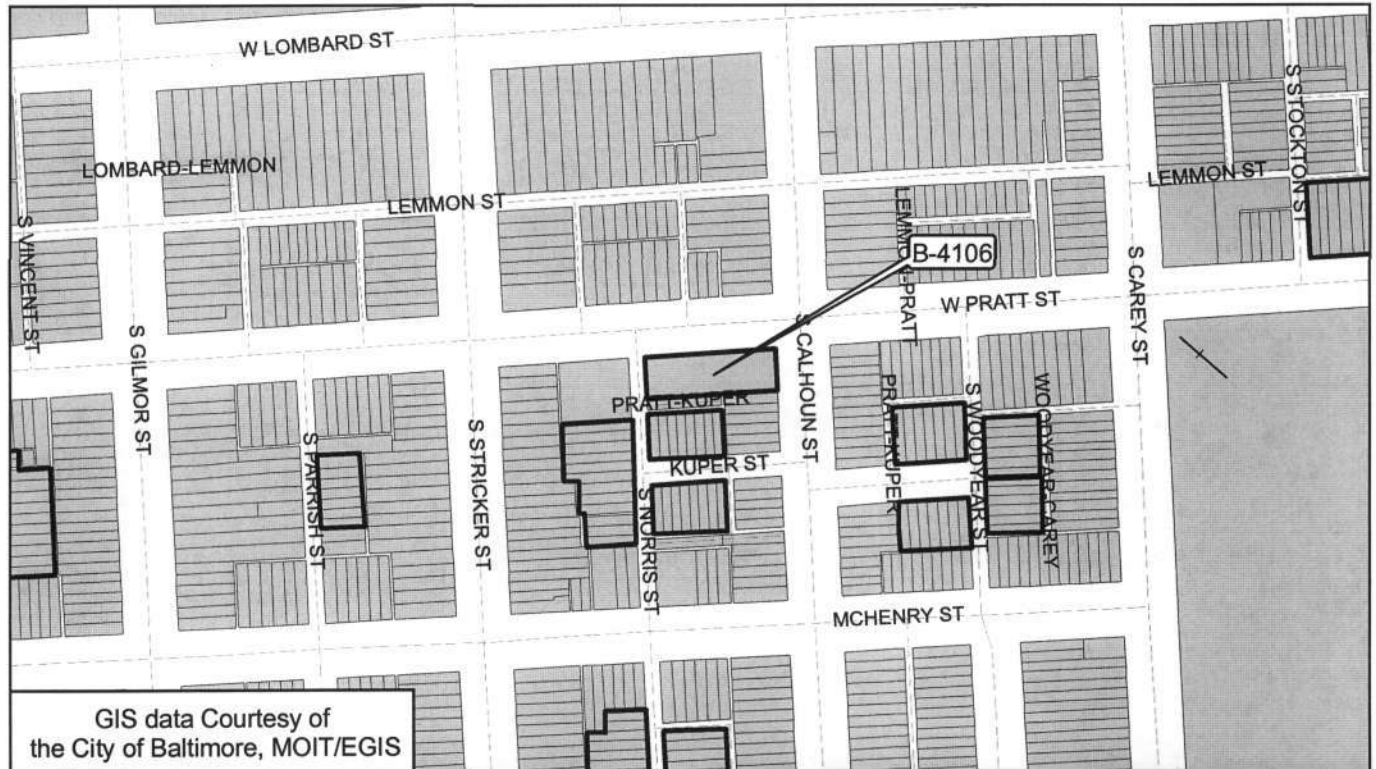 W LOMBARD ST
S STOCKTON ST
LOMBARD-LEMMON
LEMMON ST
LEMMON ST
S VINCENT ST
LEMMON-PRATT
B-4106
S CAREY ST
W PRATT ST
S GILMOR ST
S CALHOUN ST
PRATT-KUPER
PRATT-KUPER
S WOODYEAR ST
WOODYEAR-CAREY
S PARRISH ST
S STRICKER ST
KUPER ST
S NORRIS ST
MCHENRY ST
GIS data Courtesy of
the City of Baltimore, MOIT/EGIS